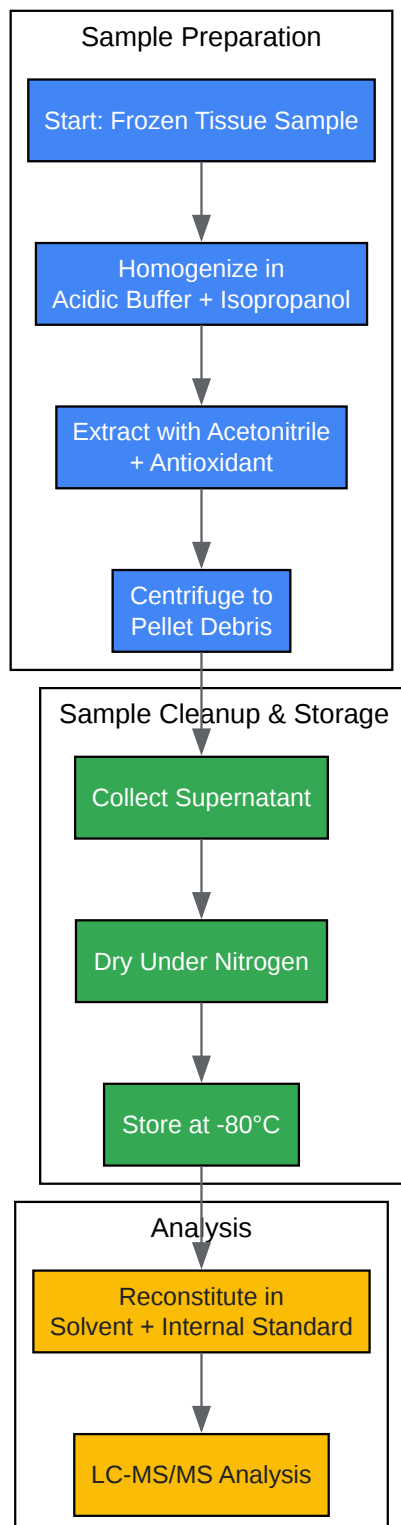 Sample Preparation
Start: Frozen Tissue Sample
Homogenize in
Acidic Buffer + Isopropanol
Extract with Acetonitrile
+ Antioxidant
Centrifuge to
Pellet Debris
Sample Cleanup & Storage
Collect Supernatant
Dry Under Nitrogen
Store at -80°C
Analysis
Reconstitute in
Solvent + Internal Standard
LC-MS/MS Analysis